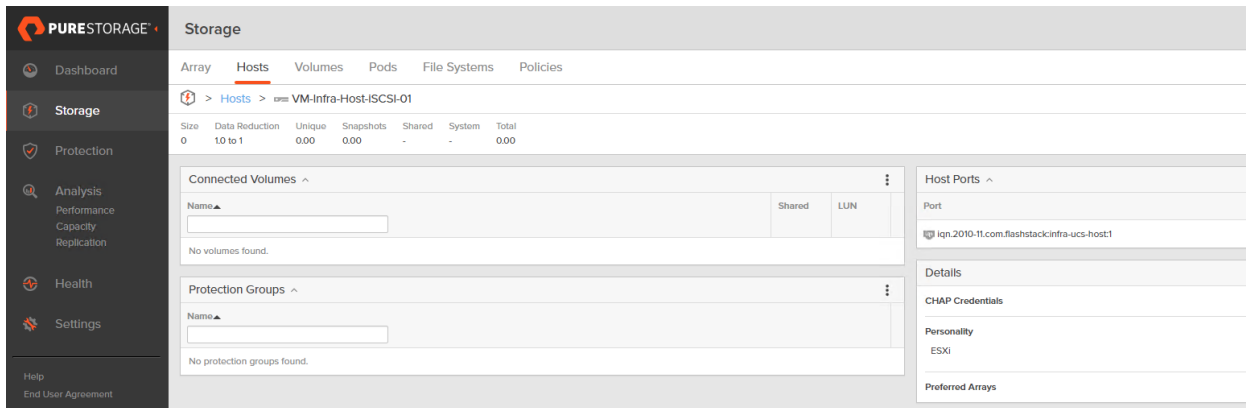 PURESTORAGE®
Dashboard
Storage
Protection
Analysis
Performance
Capacity
Replication
Health
Settings
Help
End User Agreement
Storage
Array Hosts Volumes Pods File Systems Policies
> Hosts > VM-Infra-Host-iSCSI-01
Size Data Reduction Unique Snapshots Shared System Total
0 1.0 to 1 0.00 0.00 - - 0.00
Connected Volumes
Name Shared LUN
No volumes found.
Protection Groups
Name
No protection groups found.
Host Ports
Port
iqn.2010-11.com.flashstack:infra-ucs-host:1
Details
CHAP Credentials
Personality
ESXi
Preferred Arrays